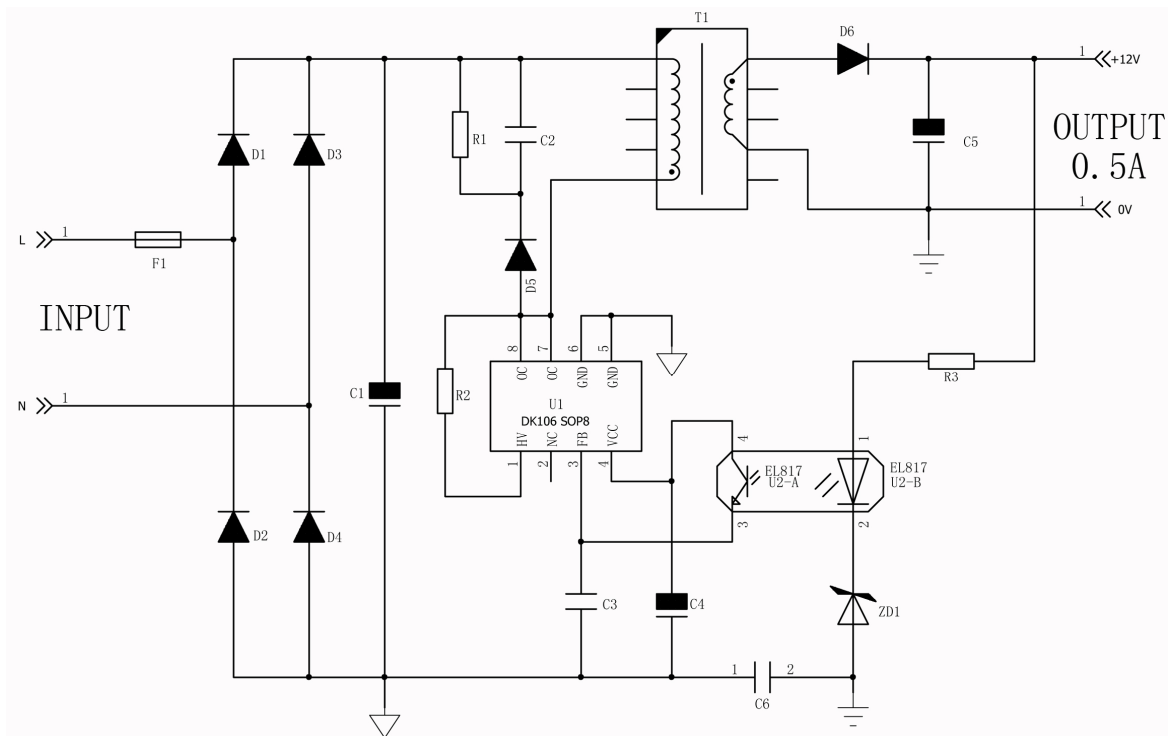 T1
D6
1
+12V
R1
C2
D1
D3
C5
OUTPUT
0.5A
L
1
F1
1
0V
D5
INPUT
8
7
6
5
OC
OC
GND
GND
R3
N
1
C1
R2
U1
DK106 SOP8
HV
NC
FB
VCC
1
2
3
4
4
1
EL817
U2-A
EL817
U2-B
3
2
D2
D4
C3
C4
ZD1
1
2
C6